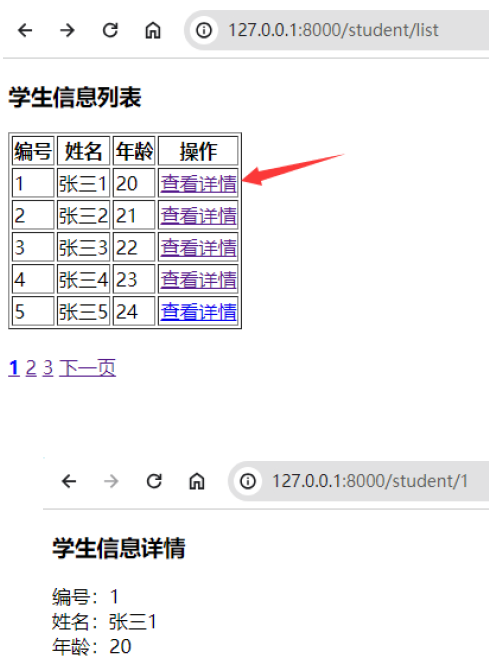 127.0.0.1:8000/student/list
学生信息列表
编号 姓名 年龄 操作
1 张三1 20 查看详情
2 张三2 21 查看详情
3 张三3 22 查看详情
4 张三4 23 查看详情
5 张三5 24 查看详情
1 2 3 下一页
127.0.0.1:8000/student/1
学生信息详情
编号：1
姓名：张三1
年龄：20